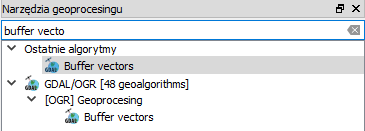 Narzędzia geoprocesingu
buffer vecto
Ostatnie algorytmy
Buffer vectors
GDAL/OGR [48 geoalgorithms]
[OGR] Geoprocesing
Buffer vectors